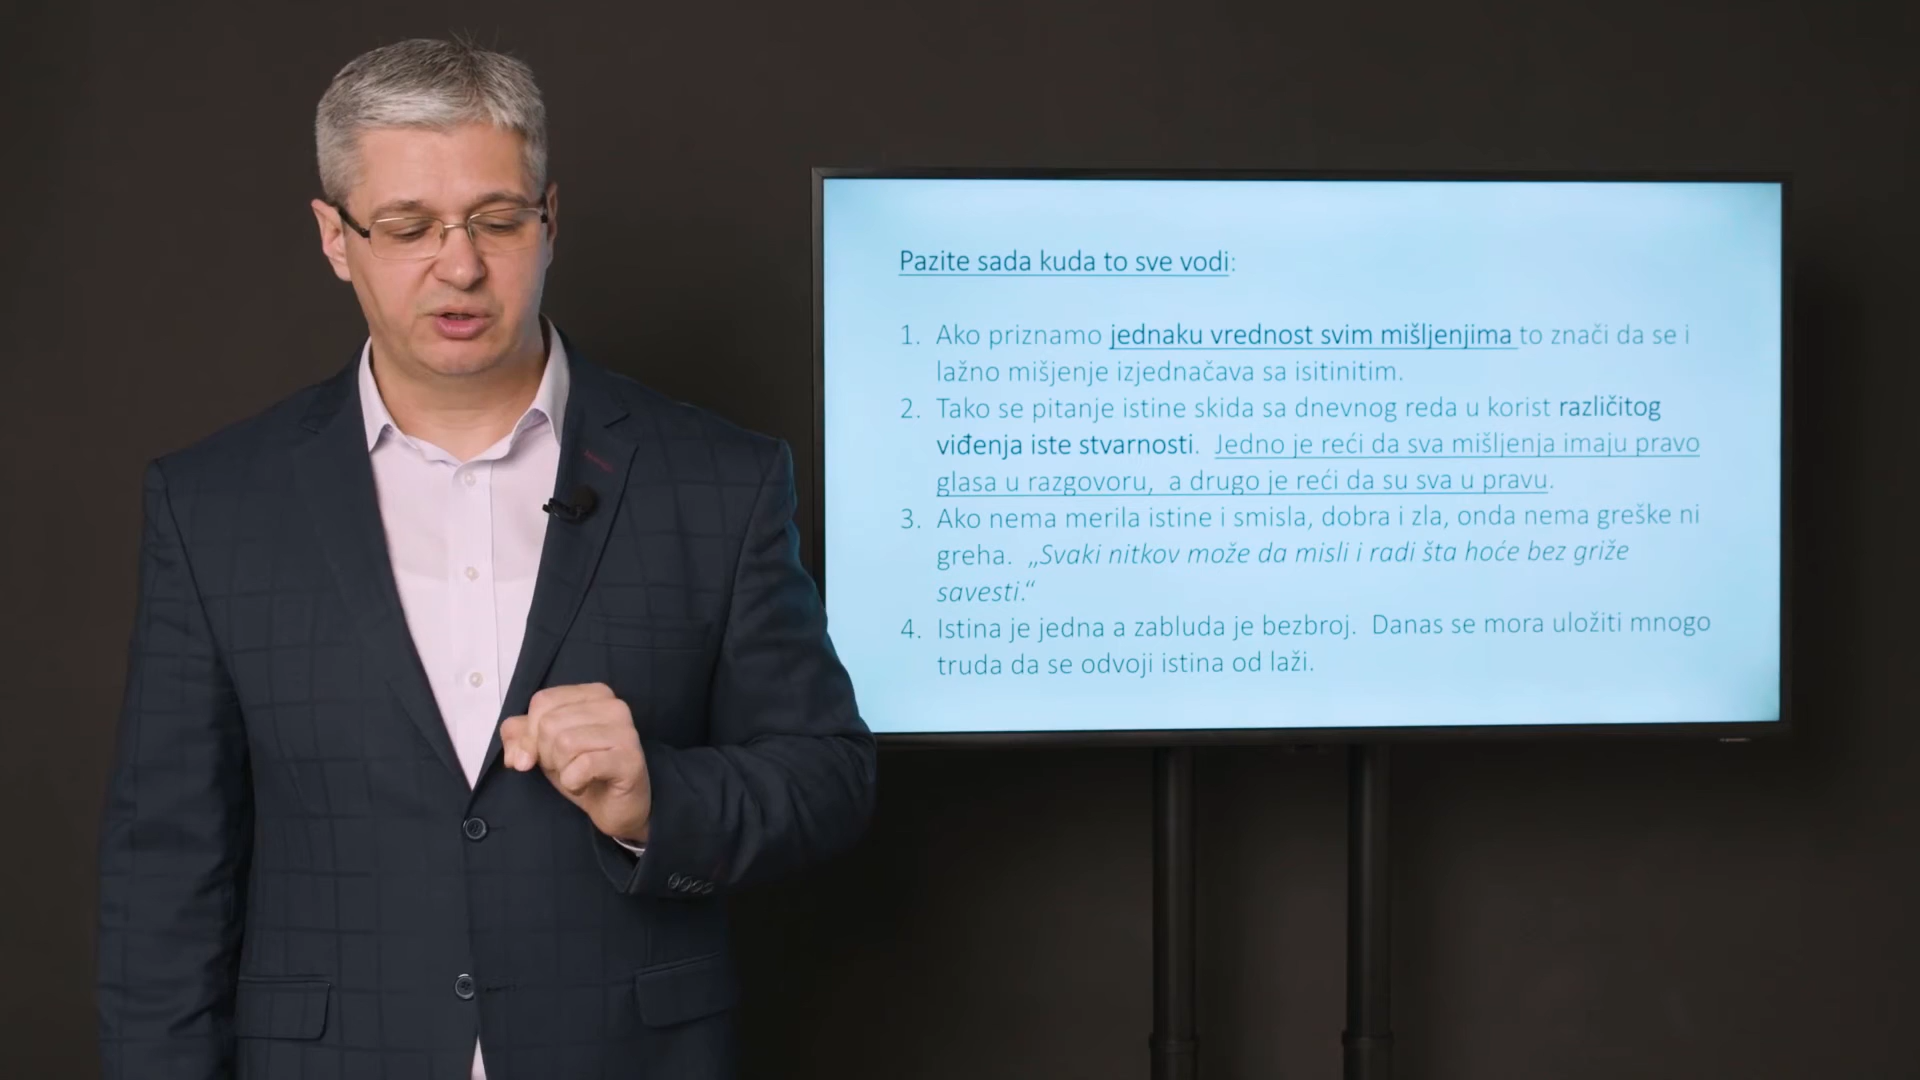 Pazite sada kuda to sve vodi:
1. Ako priznamo jednaku vrednost svim mišljenjima to znači da se i
lažno mišjenje izjednačava sa isitinitim.
2. Tako se pitanje istine skida sa dnevnog reda u korist različitog
viđenja iste stvarnosti. Jedno je reći da sva mišljenja imaju pravo
glasa u razgovoru, a drugo je reći da su sva u pravu.
3. Ako nema merila istine i smisla, dobra i zla, onda nema greške ni
greha. „Svaki nitkov može da misli i radi šta hoće bez griže
savesti.“
4. Istina je jedna a zabluda je bezbroj. Danas se mora uložiti mnogo
truda da se odvoji istina od laži.